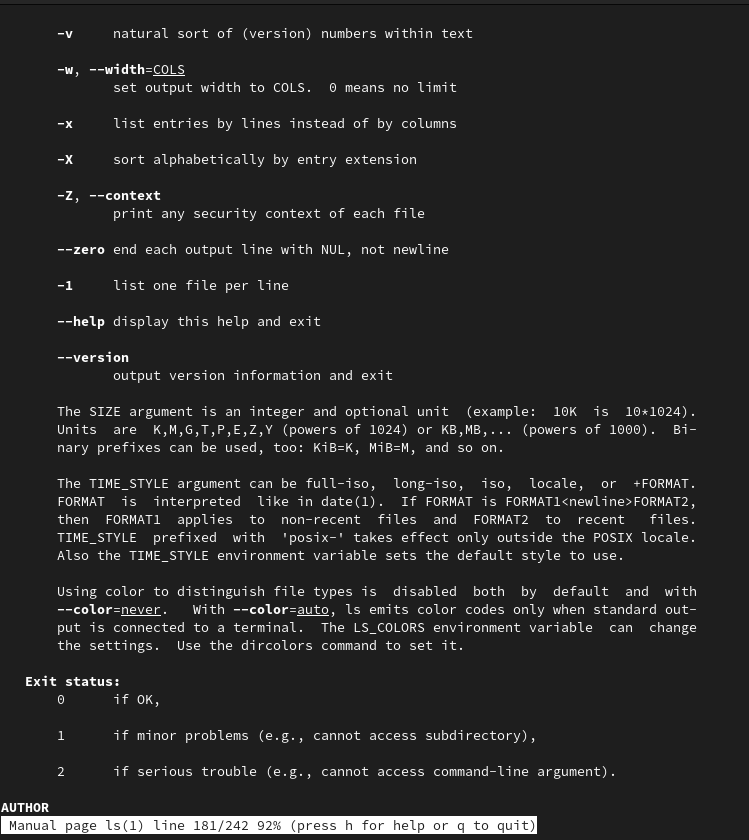 -v     natural sort of (version) numbers within text
-w, --width=COLS
set output width to COLS.  0 means no limit
-x     list entries by lines instead of by columns
-X     sort alphabetically by entry extension
-Z, --context
print any security context of each file
--zero end each output line with NUL, not newline
-1     list one file per line
--help display this help and exit
--version
output version information and exit
The SIZE argument is an integer and optional unit  (example:  10K  is  10*1024).
Units  are  K,M,G,T,P,E,Z,Y (powers of 1024) or KB,MB,... (powers of 1000).  Bi-
nary prefixes can be used, too: KiB=K, MiB=M, and so on.
The TIME_STYLE argument can be full-iso,  long-iso,  iso,  locale,  or  +FORMAT.
FORMAT  is  interpreted  like in date(1).  If FORMAT is FORMAT1<newline>FORMAT2,
then  FORMAT1  applies  to  non-recent  files  and  FORMAT2  to  recent   files.
TIME_STYLE  prefixed  with  'posix-' takes effect only outside the POSIX locale.
Also the TIME_STYLE environment variable sets the default style to use.
Using color to distinguish file types is  disabled  both  by  default  and  with
--color=never.   With --color=auto, ls emits color codes only when standard out-
put is connected to a terminal.  The LS_COLORS environment variable  can  change
the settings.  Use the dircolors command to set it.
Exit status:
0      if OK,
1      if minor problems (e.g., cannot access subdirectory),
2      if serious trouble (e.g., cannot access command-line argument).
AUTHOR
Manual page ls(1) line 181/242 92% (press h for help or q to quit)